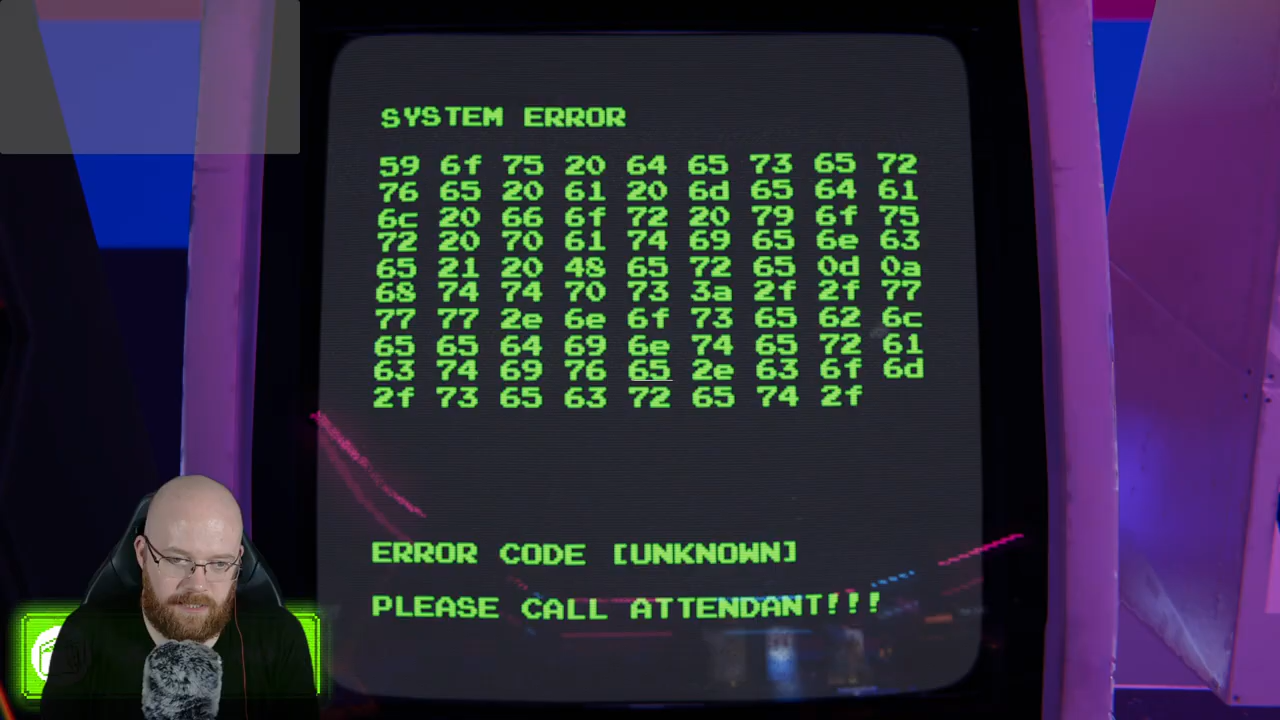 SYSTEM ERROR
59 6f 75 20 64 65 73 65 72
76 65 20 61 20 6d 65 64 61
6c 20 66 6f 72 20 79 6f 75
72 20 70 61 74 69 65 6e 63
65 21 20 48 65 72 65 0d 0a
68 74 74 70 73 3a 2f 2f 77
77 77 2e 6e 6f 73 65 62 6c
65 65 64 69 6e 74 65 72 61
63 74 69 76 65 2e 63 6f 6d
2f 73 65 63 72 65 74 2f
ERROR CODE [UNKNOWN]
PLEASE CALL ATTENDANT!!!